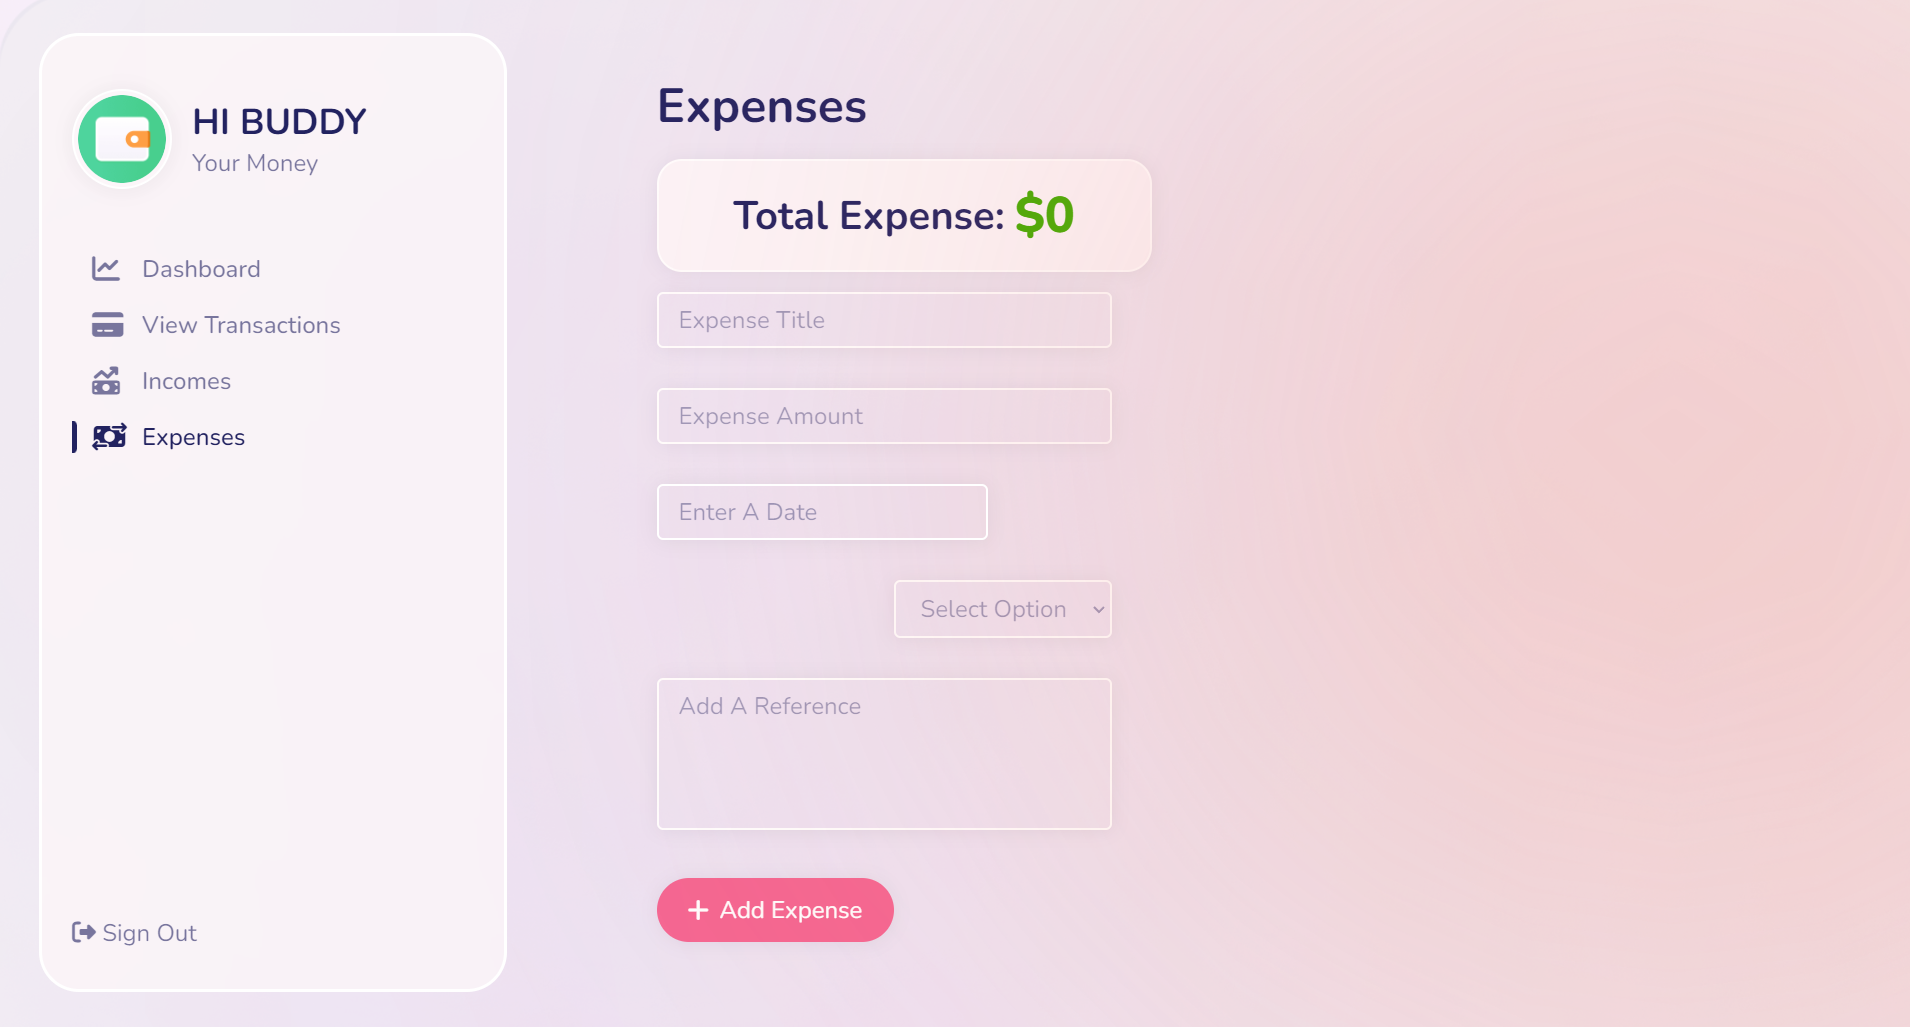 HI BUDDY
Your Money
Dashboard
View Transactions
Incomes
Expenses
Sign Out
Expenses
Total Expense: $0
Expense Title
Expense Amount
Enter A Date
Select Option
Add A Reference
Add Expense